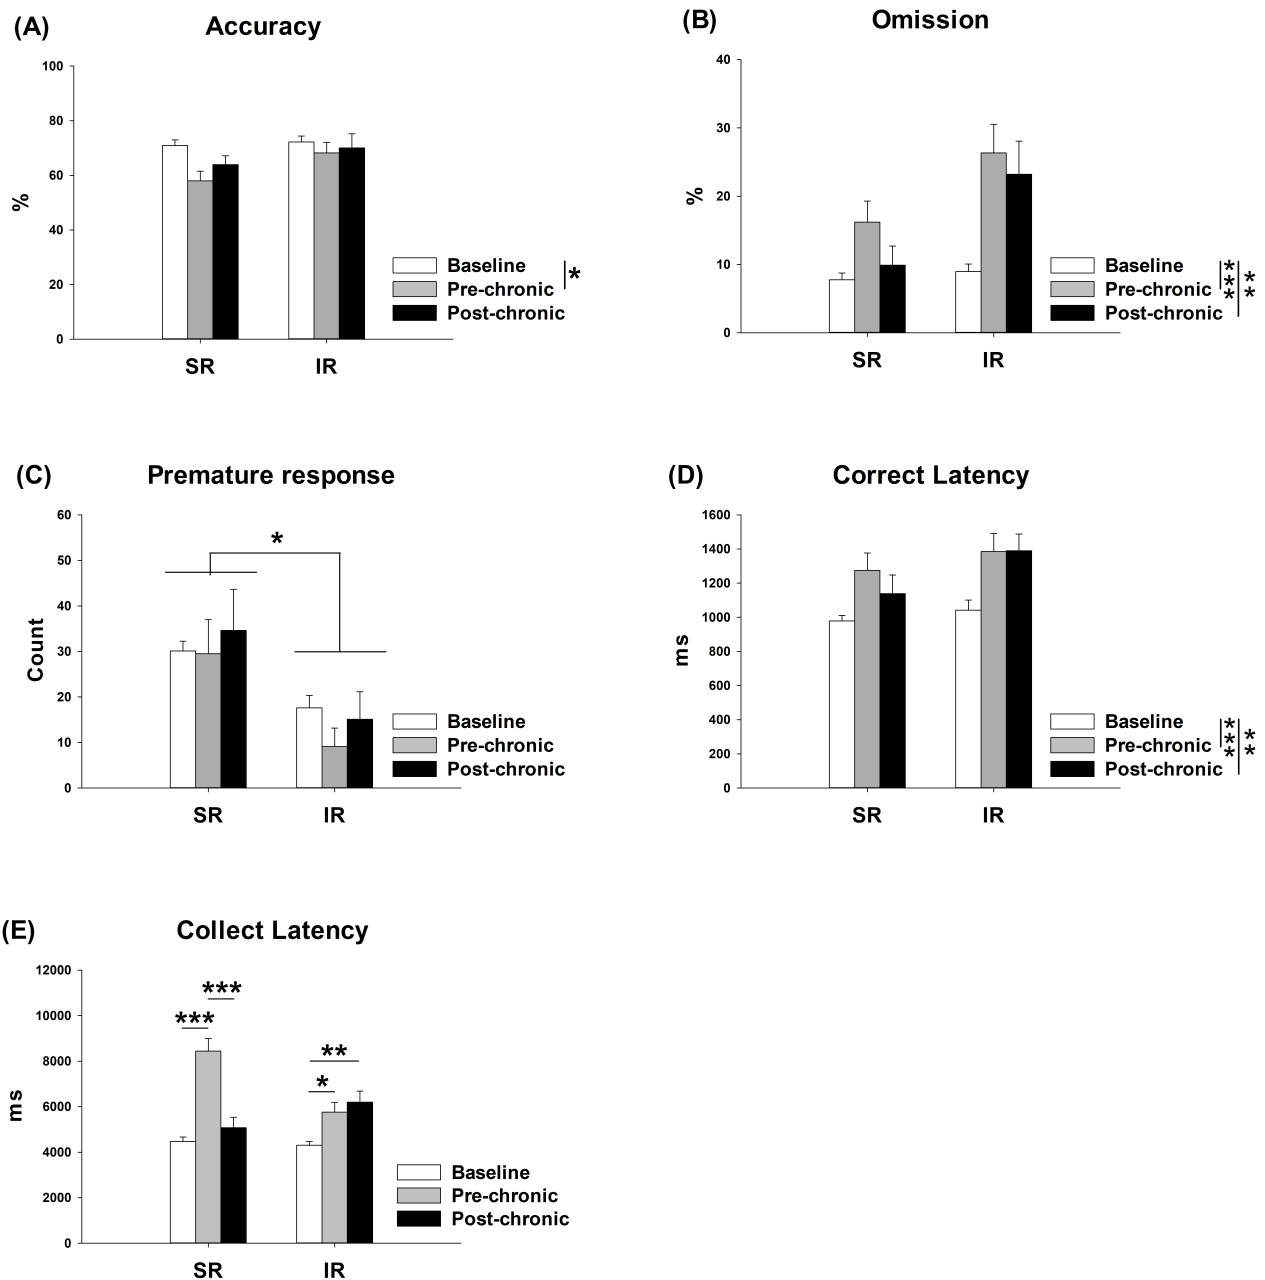 (A) Accuracy
%
100
80
60
40
20
0
SR IR
Baseline
Pre-chronic
Post-chronic
*
(B) Omission
%
40
30
20
10
0
SR IR
Baseline
Pre-chronic
Post-chronic
***
**
(C) Premature response
Count
60
50
40
30
20
10
0
*
SR IR
Baseline
Pre-chronic
Post-chronic
(D) Correct Latency
ms
1600
1400
1200
1000
800
600
400
200
0
SR IR
Baseline
Pre-chronic
Post-chronic
***
**
(E) Collect Latency
ms
12000
10000
8000
6000
4000
2000
0
***
***
**
*
SR IR
Baseline
Pre-chronic
Post-chronic